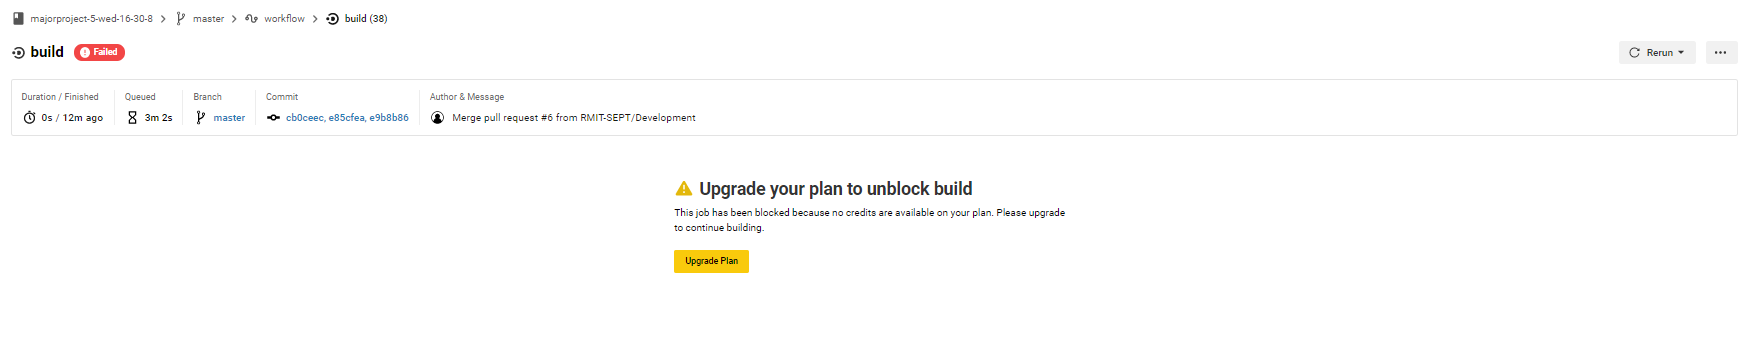 majorproject-5-wed-16-30-8 > master > workflow > build (38)
build Failed Rerun ...
Duration / Finished Queued Branch Commit Author & Message
0s / 12m ago 3m 2s master cb0ceec, e85cfea, e9b8b86 Merge pull request #6 from RMIT-SEPT/Development
Upgrade your plan to unblock build
This job has been blocked because no credits are available on your plan. Please upgrade
to continue building.
Upgrade Plan